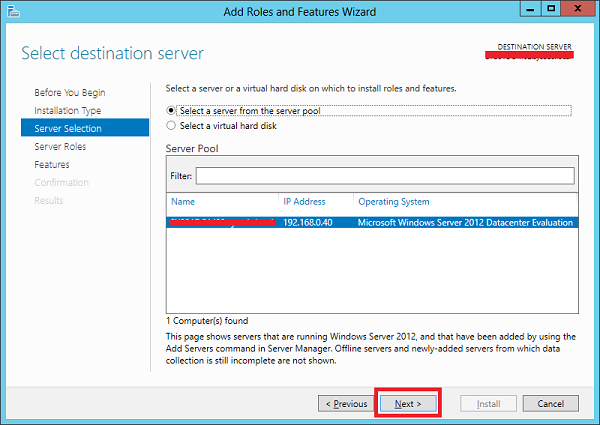 Add Roles and Features Wizard
Select destination server
DESTINATION SERVER
Before You Begin
Installation Type
Server Selection
Server Roles
Features
Confirmation
Results
Select a server or a virtual hard disk on which to install roles and features.
Select a server from the server pool
Select a virtual hard disk
Server Pool
Filter:
Name IP Address Operating System
192.168.0.40 Microsoft Windows Server 2012 Datacenter Evaluation
1 Computer(s) found
This page shows servers that are running Windows Server 2012, and that have been added by using the
Add Servers command in Server Manager. Offline servers and newly-added servers from which data
collection is still incomplete are not shown.
< Previous Next > Install Cancel